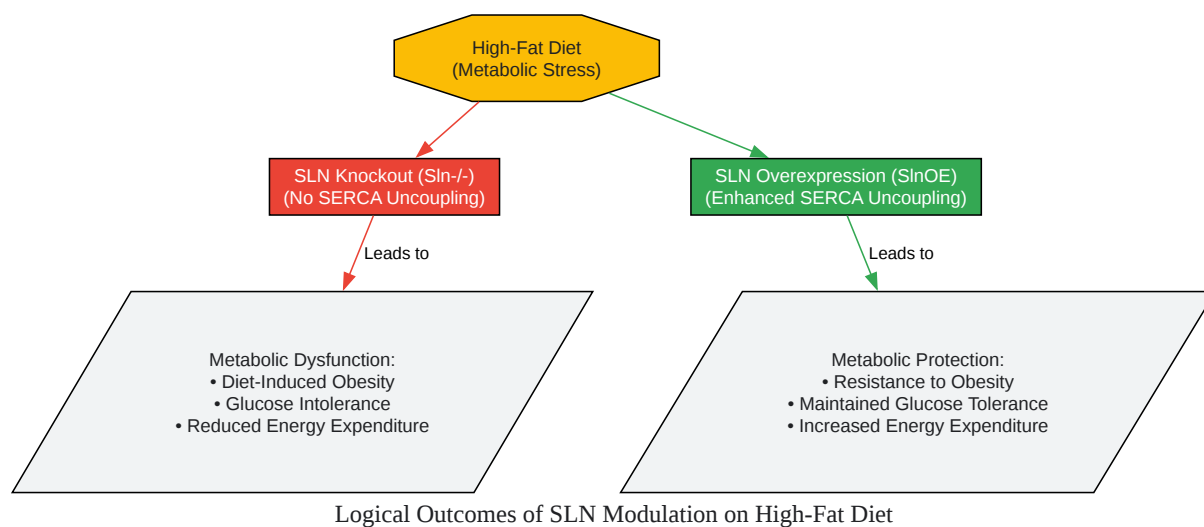 High-Fat Diet
(Metabolic Stress)
SLN Knockout (Sln-/-)
(No SERCA Uncoupling)
SLN Overexpression (SlnOE)
(Enhanced SERCA Uncoupling)
Leads to
Leads to
Metabolic Dysfunction:
• Diet-Induced Obesity
• Glucose Intolerance
• Reduced Energy Expenditure
Metabolic Protection:
• Resistance to Obesity
• Maintained Glucose Tolerance
• Increased Energy Expenditure
Logical Outcomes of SLN Modulation on High-Fat Diet